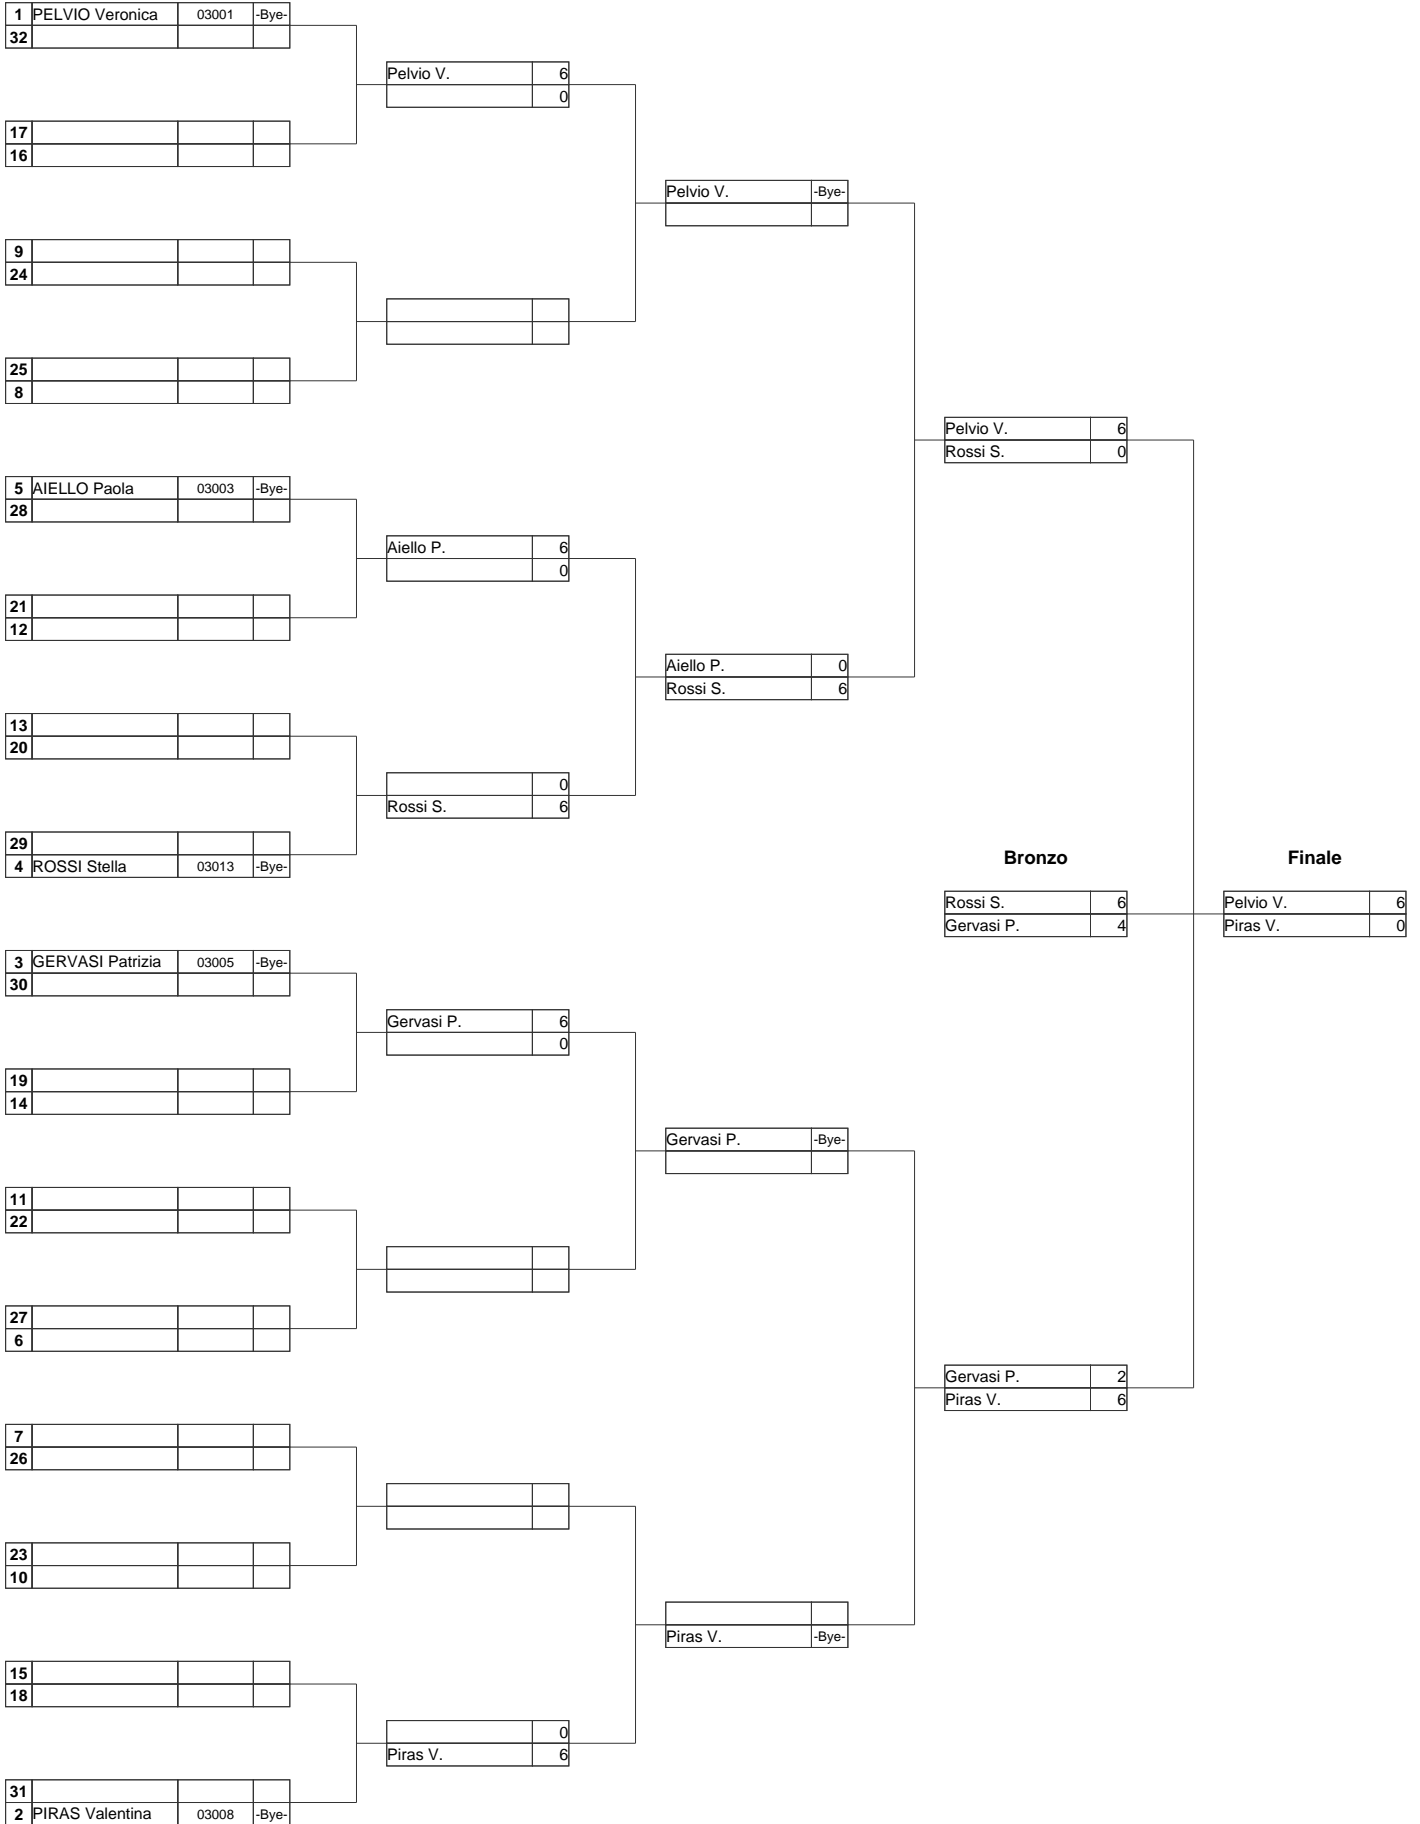 1 PELVIO Veronica 03001 -Bye-
32
Pelvio V. 6
0
17
16
Pelvio V. -Bye-
9
24
25
8
Pelvio V. 6
Rossi S. 0
5 AIELLO Paola 03003 -Bye-
28
Aiello P. 6
0
21
12
Aiello P. 0
Rossi S. 6
13
20
0
Rossi S. 6
29
4 ROSSI Stella 03013 -Bye-
Bronzo Finale
Rossi S. 6 Pelvio V. 6
Gervasi P. 4 Piras V. 0
3 GERVASI Patrizia 03005 -Bye-
30
Gervasi P. 6
0
19
14
Gervasi P. -Bye-
11
22
27
6
Gervasi P. 2
Piras V. 6
7
26
23
10
Piras V. -Bye-
15
18
0
Piras V. 6
31
2 PIRAS Valentina 03008 -Bye-